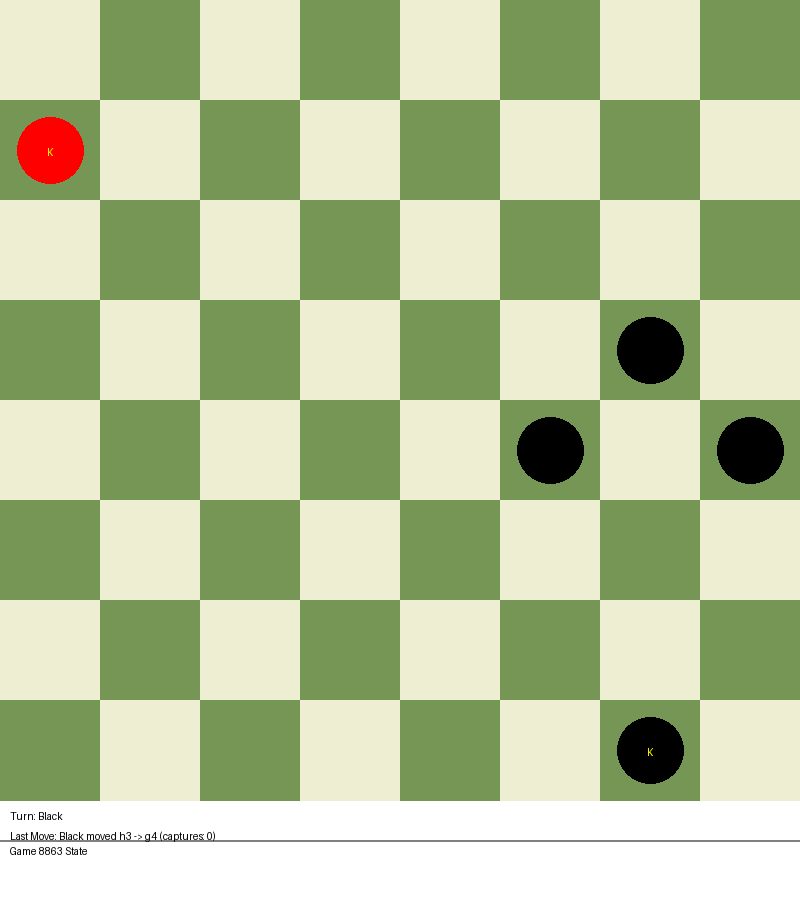 K
K
Turn: Black
Last Move: Black moved h3 -> g4 (captures: 0)
Game 8863 State